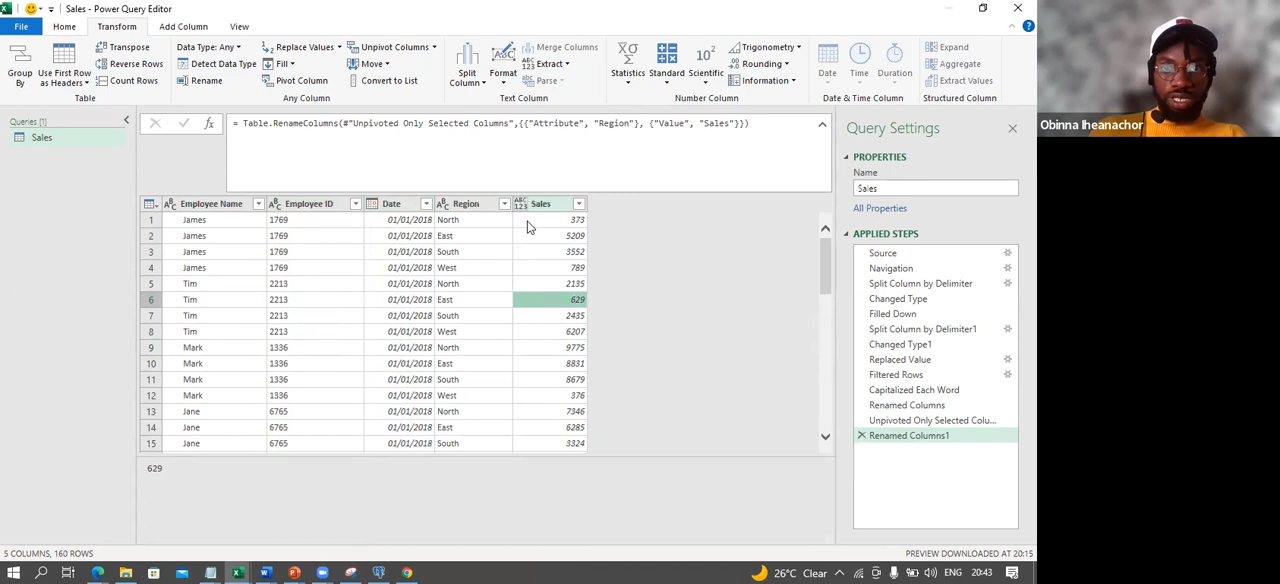 Sales - Power Query Editor
File Home Transform Add Column View
Group By
Use First Row as Headers
Transpose
Reverse Rows
Count Rows
Table
Data Type: Any
Detect Data Type
Rename
Replace Values
Fill
Pivot Column
Unpivot Columns
Move
Convert to List
Any Column
Split Column
Format
Merge Columns
Extract
Parse
Text Column
Statistics
Standard
Scientific
Trigonometry
Rounding
Information
Number Column
Date
Time
Duration
Date & Time Column
Expand
Aggregate
Extract Values
Structured Column
Obinna Iheanachor
Queries [1]
Sales
= Table.RenameColumns(#"Unpivoted Only Selected Columns",{{"Attribute", "Region"}, {"Value", "Sales"}})
Employee Name Employee ID Date Region Sales
1 James 1769 01/01/2018 North 373
2 James 1769 01/01/2018 East 5209
3 James 1769 01/01/2018 South 3552
4 James 1769 01/01/2018 West 789
5 Tim 2213 01/01/2018 North 2135
6 Tim 2213 01/01/2018 East 629
7 Tim 2213 01/01/2018 South 2435
8 Tim 2213 01/01/2018 West 6207
9 Mark 1336 01/01/2018 North 9775
10 Mark 1336 01/01/2018 East 8831
11 Mark 1336 01/01/2018 South 8679
12 Mark 1336 01/01/2018 West 376
13 Jane 6765 01/01/2018 North 7346
14 Jane 6765 01/01/2018 East 6285
15 Jane 6765 01/01/2018 South 3324
629
Query Settings
PROPERTIES
Name
Sales
All Properties
APPLIED STEPS
Source
Navigation
Split Column by Delimiter
Changed Type
Filled Down
Split Column by Delimiter1
Changed Type1
Replaced Value
Filtered Rows
Capitalized Each Word
Renamed Columns
Unpivoted Only Selected Colu...
Renamed Columns1
5 COLUMNS, 160 ROWS
PREVIEW DOWNLOADED AT 20:15
26°C Clear ENG 20:43